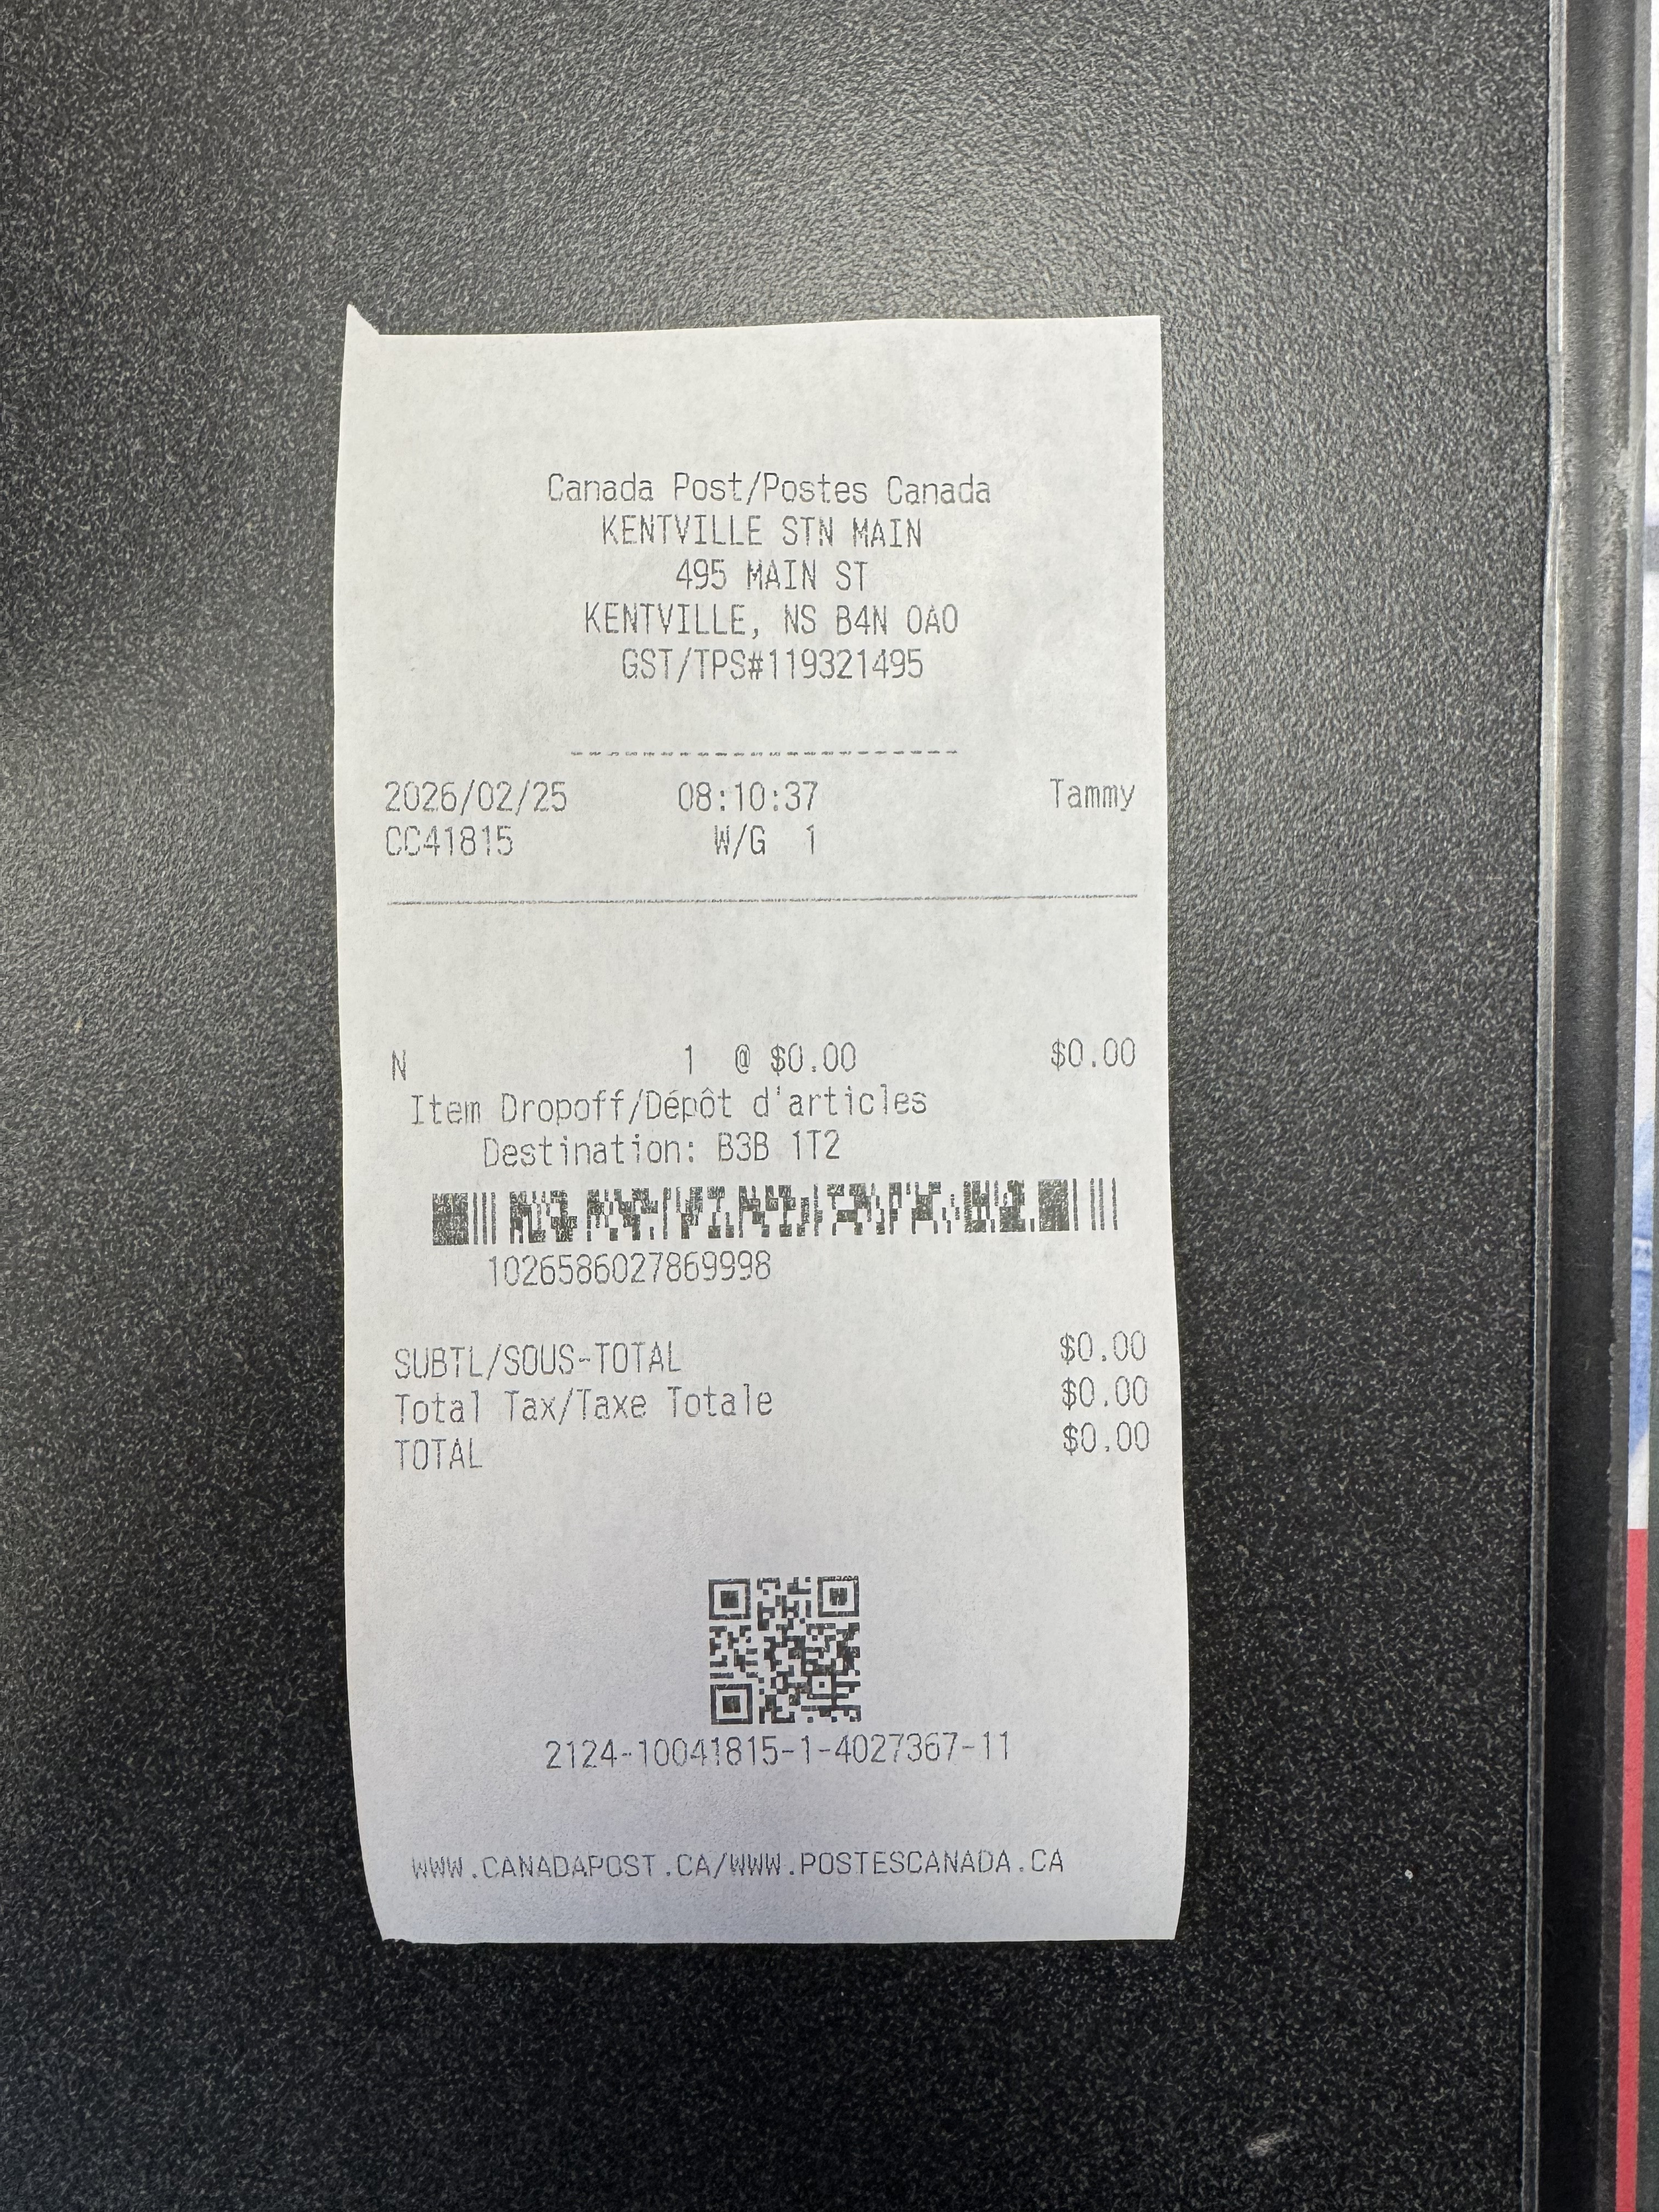 Canada Post/Postes Canada
KENTVILLE STN MAIN
495 MAIN ST
KENTVILLE, NS B4N 0A0
GST/TPS#119321495
2026/02/25 08:10:37 Tammy
CC41815 W/G 1
N 1 @ $0.00 $0.00
Item Dropoff/Dépôt d'articles
Destination: B3B 1T2
1026586027869998
SUBTL/SOUS-TOTAL $0.00
Total Tax/Taxe Totale $0.00
TOTAL $0.00
2124-10041815-1-4027367-11
WWW.CANADAPOST.CA/WWW.POSTESCANADA.CA